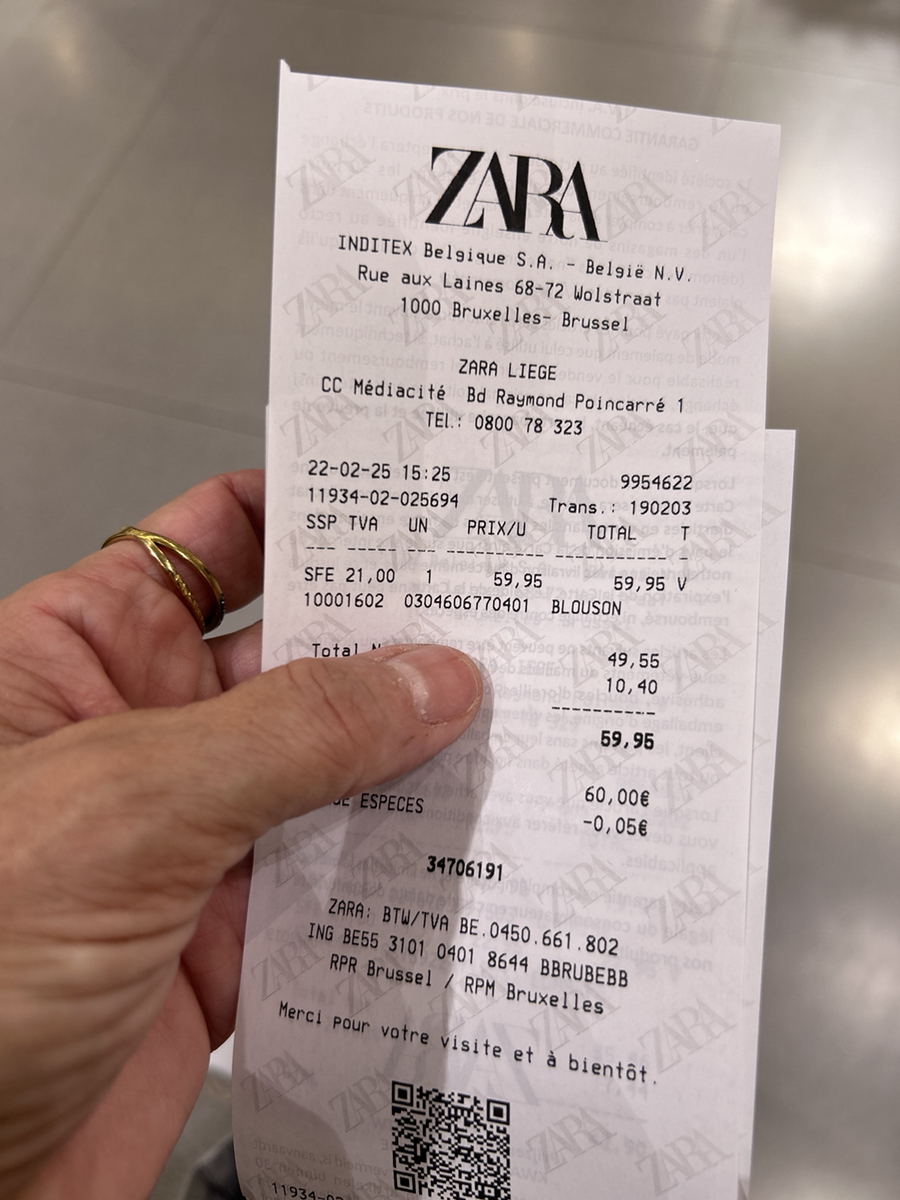 ZARA
INDITEX Belgique S.A. - België N.V.
Rue aux Laines 68-72 Wolstraat
1000 Bruxelles- Brussel
ZARA LIEGE
CC Médiacité Bd Raymond Poincarré 1
TEl.: 0800 78 323
22-02-25 15:25 9954622
11934-02-025694 Trans.: 190203
SSP TVA UN PRIX/U TOTAL T
--- ----- --- ---------- ---------- -
SFE 21,00 1 59,95 59,95 V
10001602 0304606770401 BLOUSON
Total 49,55
10,40
----------
59,95
60,00€
ESPECES -0,05€
34706191
ZARA: BTW/TVA BE.0450.661.802
ING BE55 3101 0401 8644 BBRUBEBB
RPR Brussel / RPM Bruxelles
Merci pour votre visite et à bientôt.